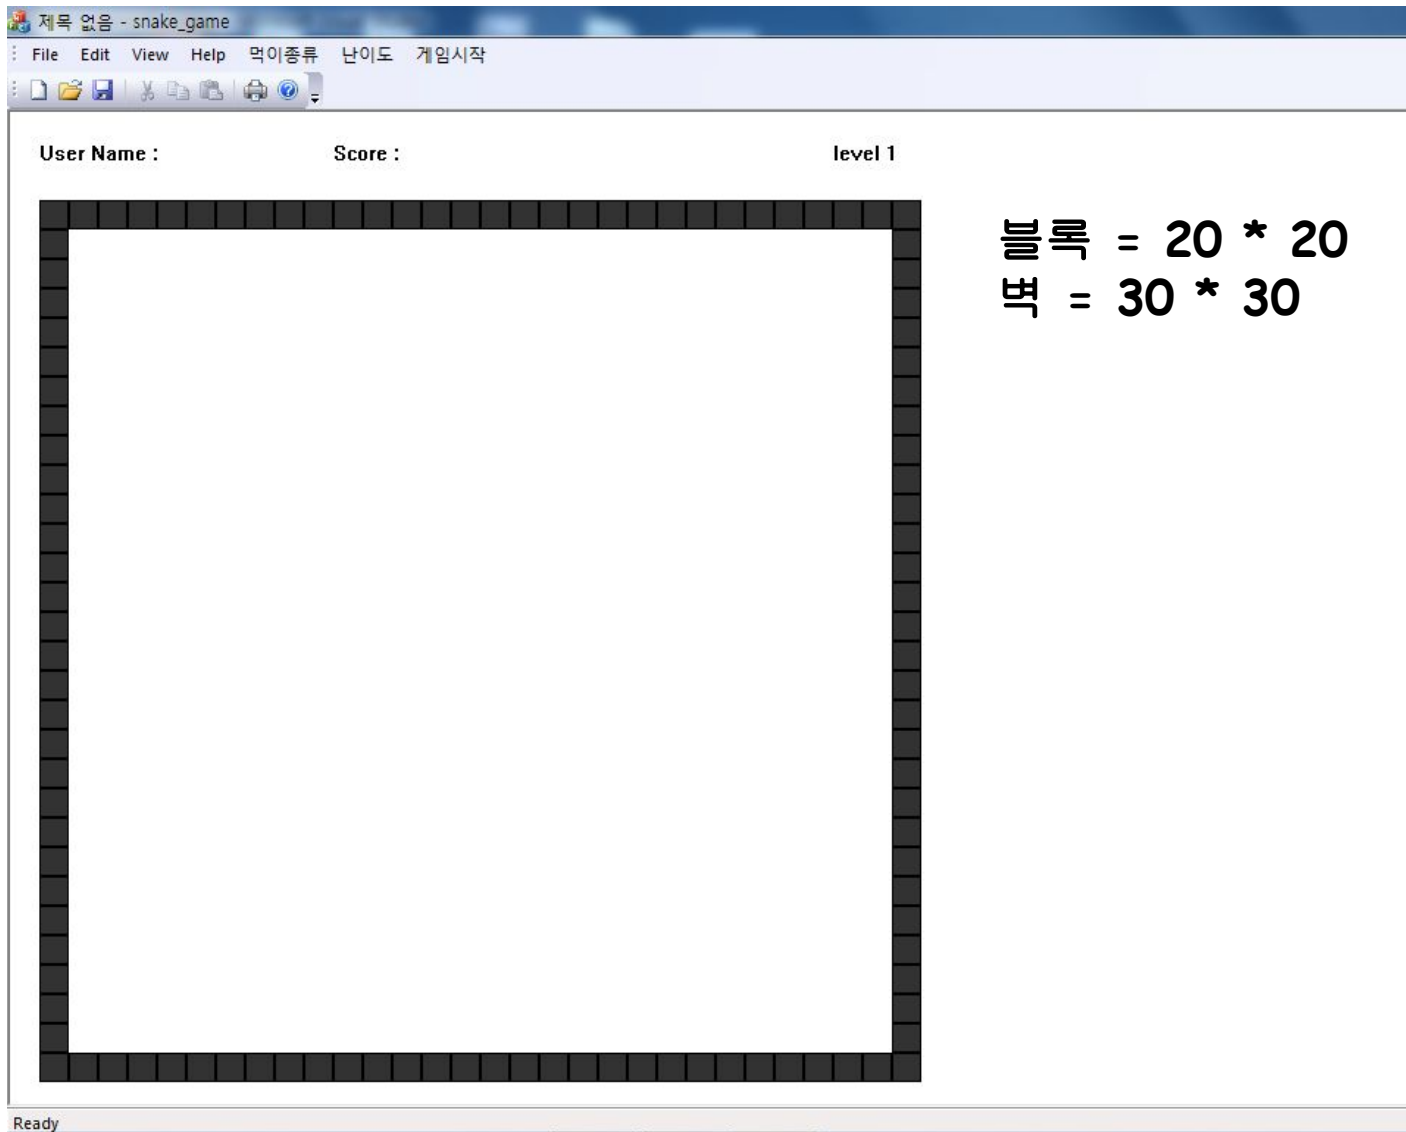 제목 없음 - snake_game
File Edit View Help 먹이종류 난이도 게임시작
User Name : Score : level 1
블록 = 20 * 20
벽 = 30 * 30
Ready